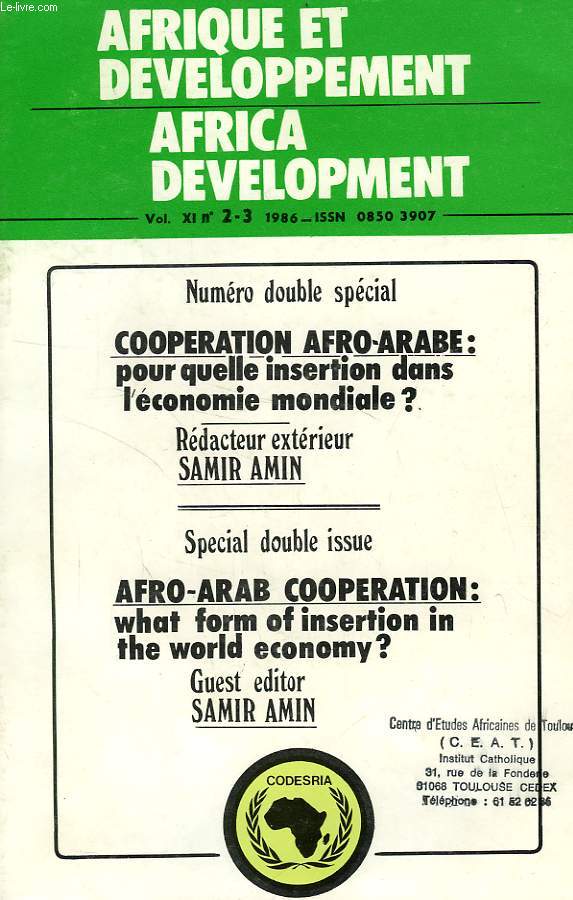 Le-livre.com
AFRIQUE ET
DEVELOPPEMENT
AFRICA
DEVELOPMENT
Vol. XI n° 2-3 1986 _ ISSN 0850 3907
Numéro double spécial
COOPERATION AFRO-ARABE :
pour quelle insertion dans
l'économie mondiale ?
Rédacteur extérieur
SAMIR AMIN
Special double issue
AFRO-ARAB COOPERATION :
what form of insertion in
the world economy ?
Guest editor
SAMIR AMIN
Centre d'Etudes Africaines de Toulou
( C. E. A. T. )
Institut Catholique
31, rue de la Fonderie
31068 TOULOUSE CEDEX
Téléphone : 61 52
CODESRIA